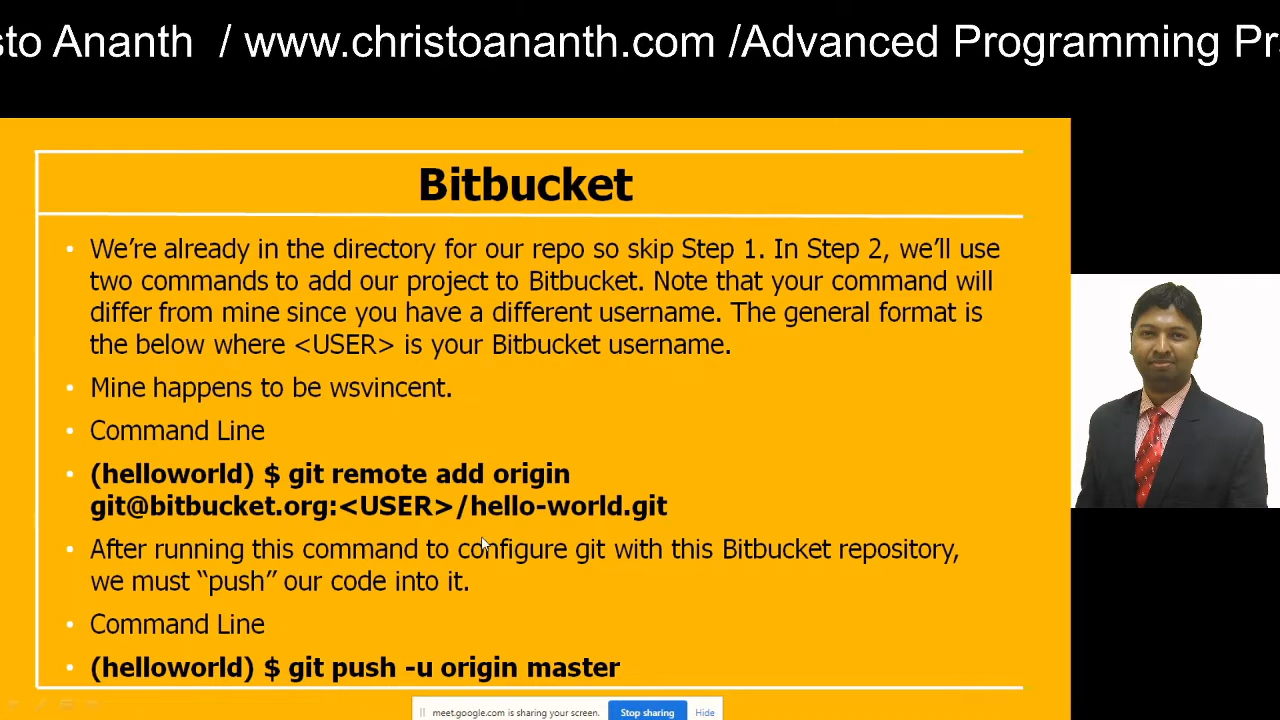 sto Ananth / www.christoananth.com /Advanced Programming Pr
Bitbucket
• We’re already in the directory for our repo so skip Step 1. In Step 2, we’ll use
two commands to add our project to Bitbucket. Note that your command will
differ from mine since you have a different username. The general format is
the below where <USER> is your Bitbucket username.
• Mine happens to be wsvincent.
• Command Line
• (helloworld) $ git remote add origin
git@bitbucket.org:<USER>/hello-world.git
• After running this command to configure git with this Bitbucket repository,
we must “push” our code into it.
• Command Line
• (helloworld) $ git push -u origin master
meet.google.com is sharing your screen. Stop sharing Hide